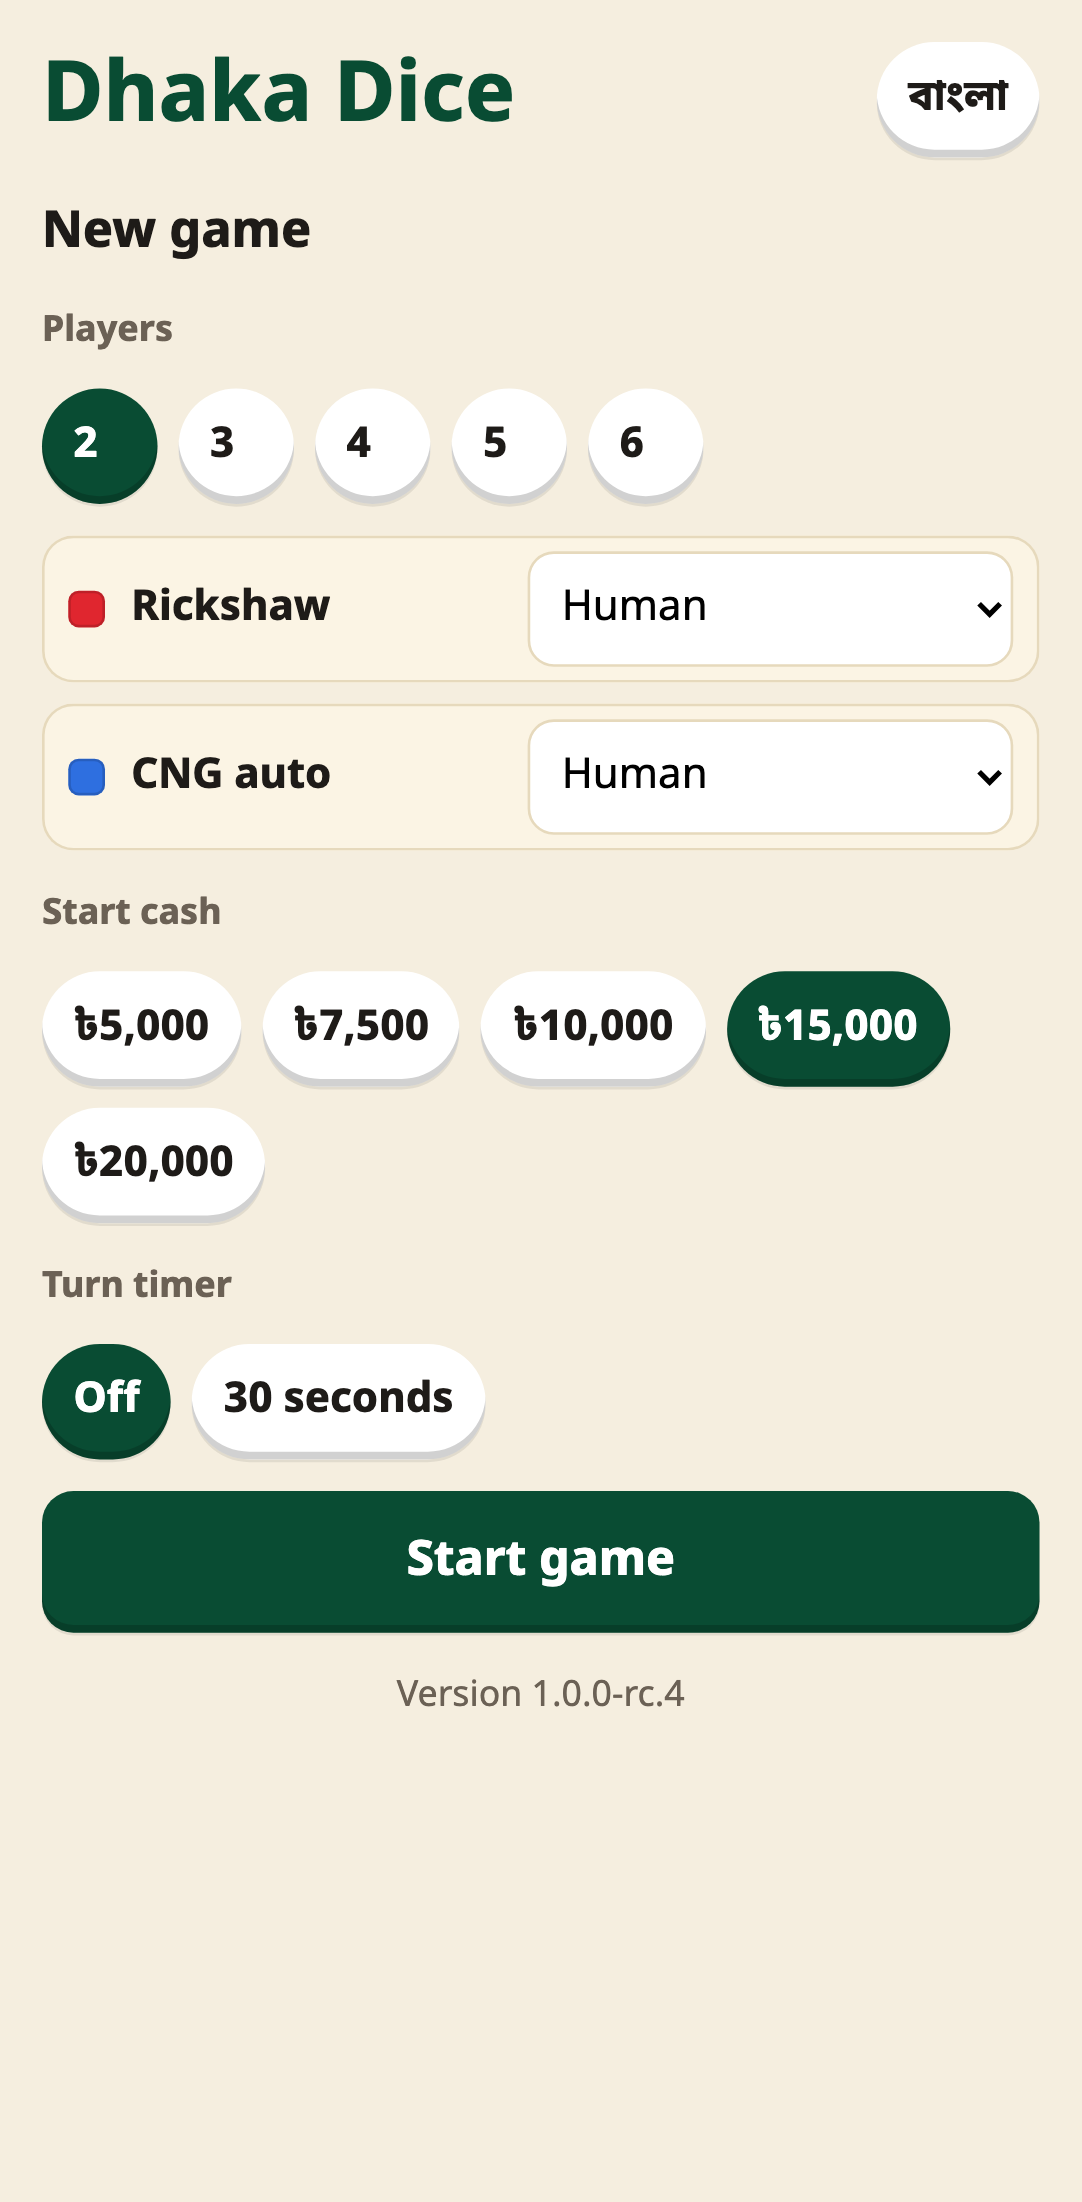 Dhaka Dice
বাংলা
New game
Players
2 3 4 5 6
Rickshaw Human
CNG auto Human
Start cash
৳5,000 ৳7,500 ৳10,000 ৳15,000
৳20,000
Turn timer
Off 30 seconds
Start game
Version 1.0.0-rc.4